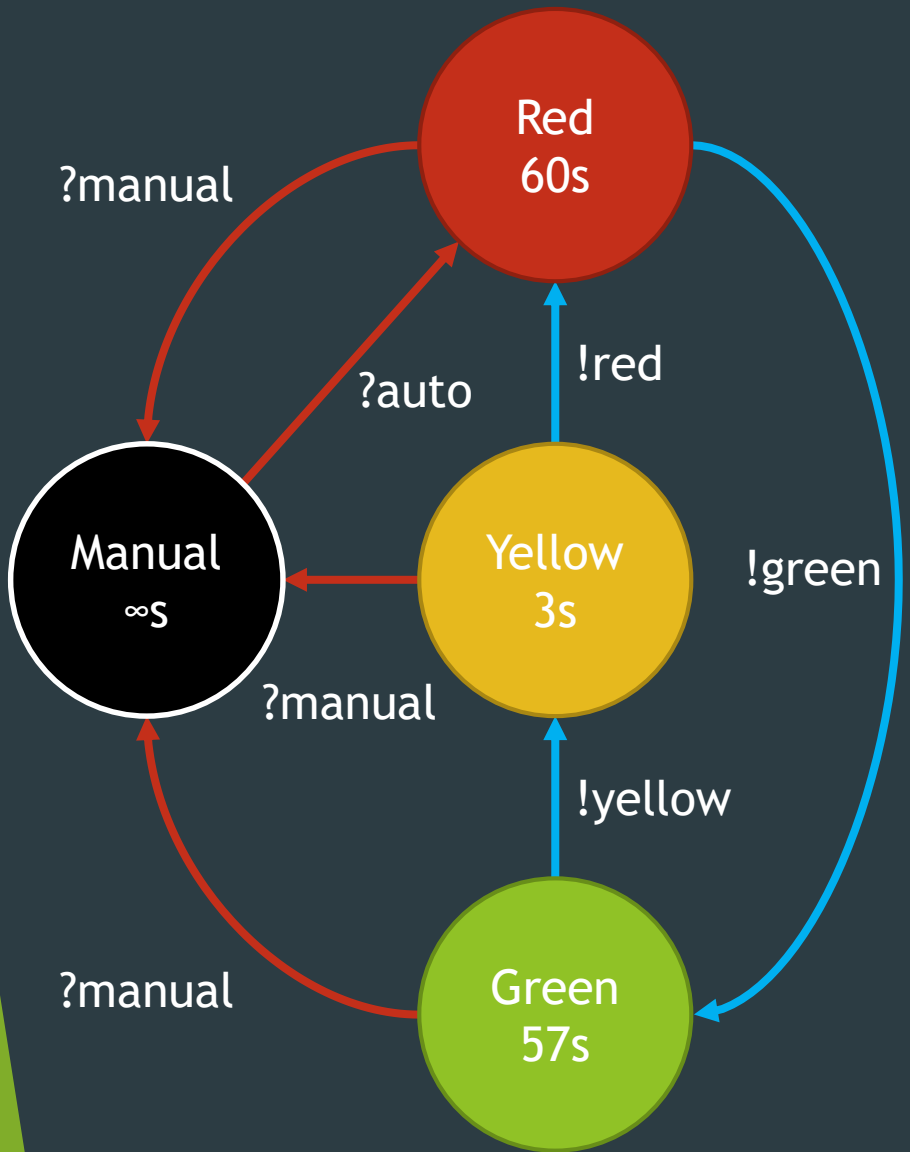 Red
60s
?manual
!red
?auto
Manual
∞s
Yellow
3s
!green
?manual
!yellow
?manual
Green
57s